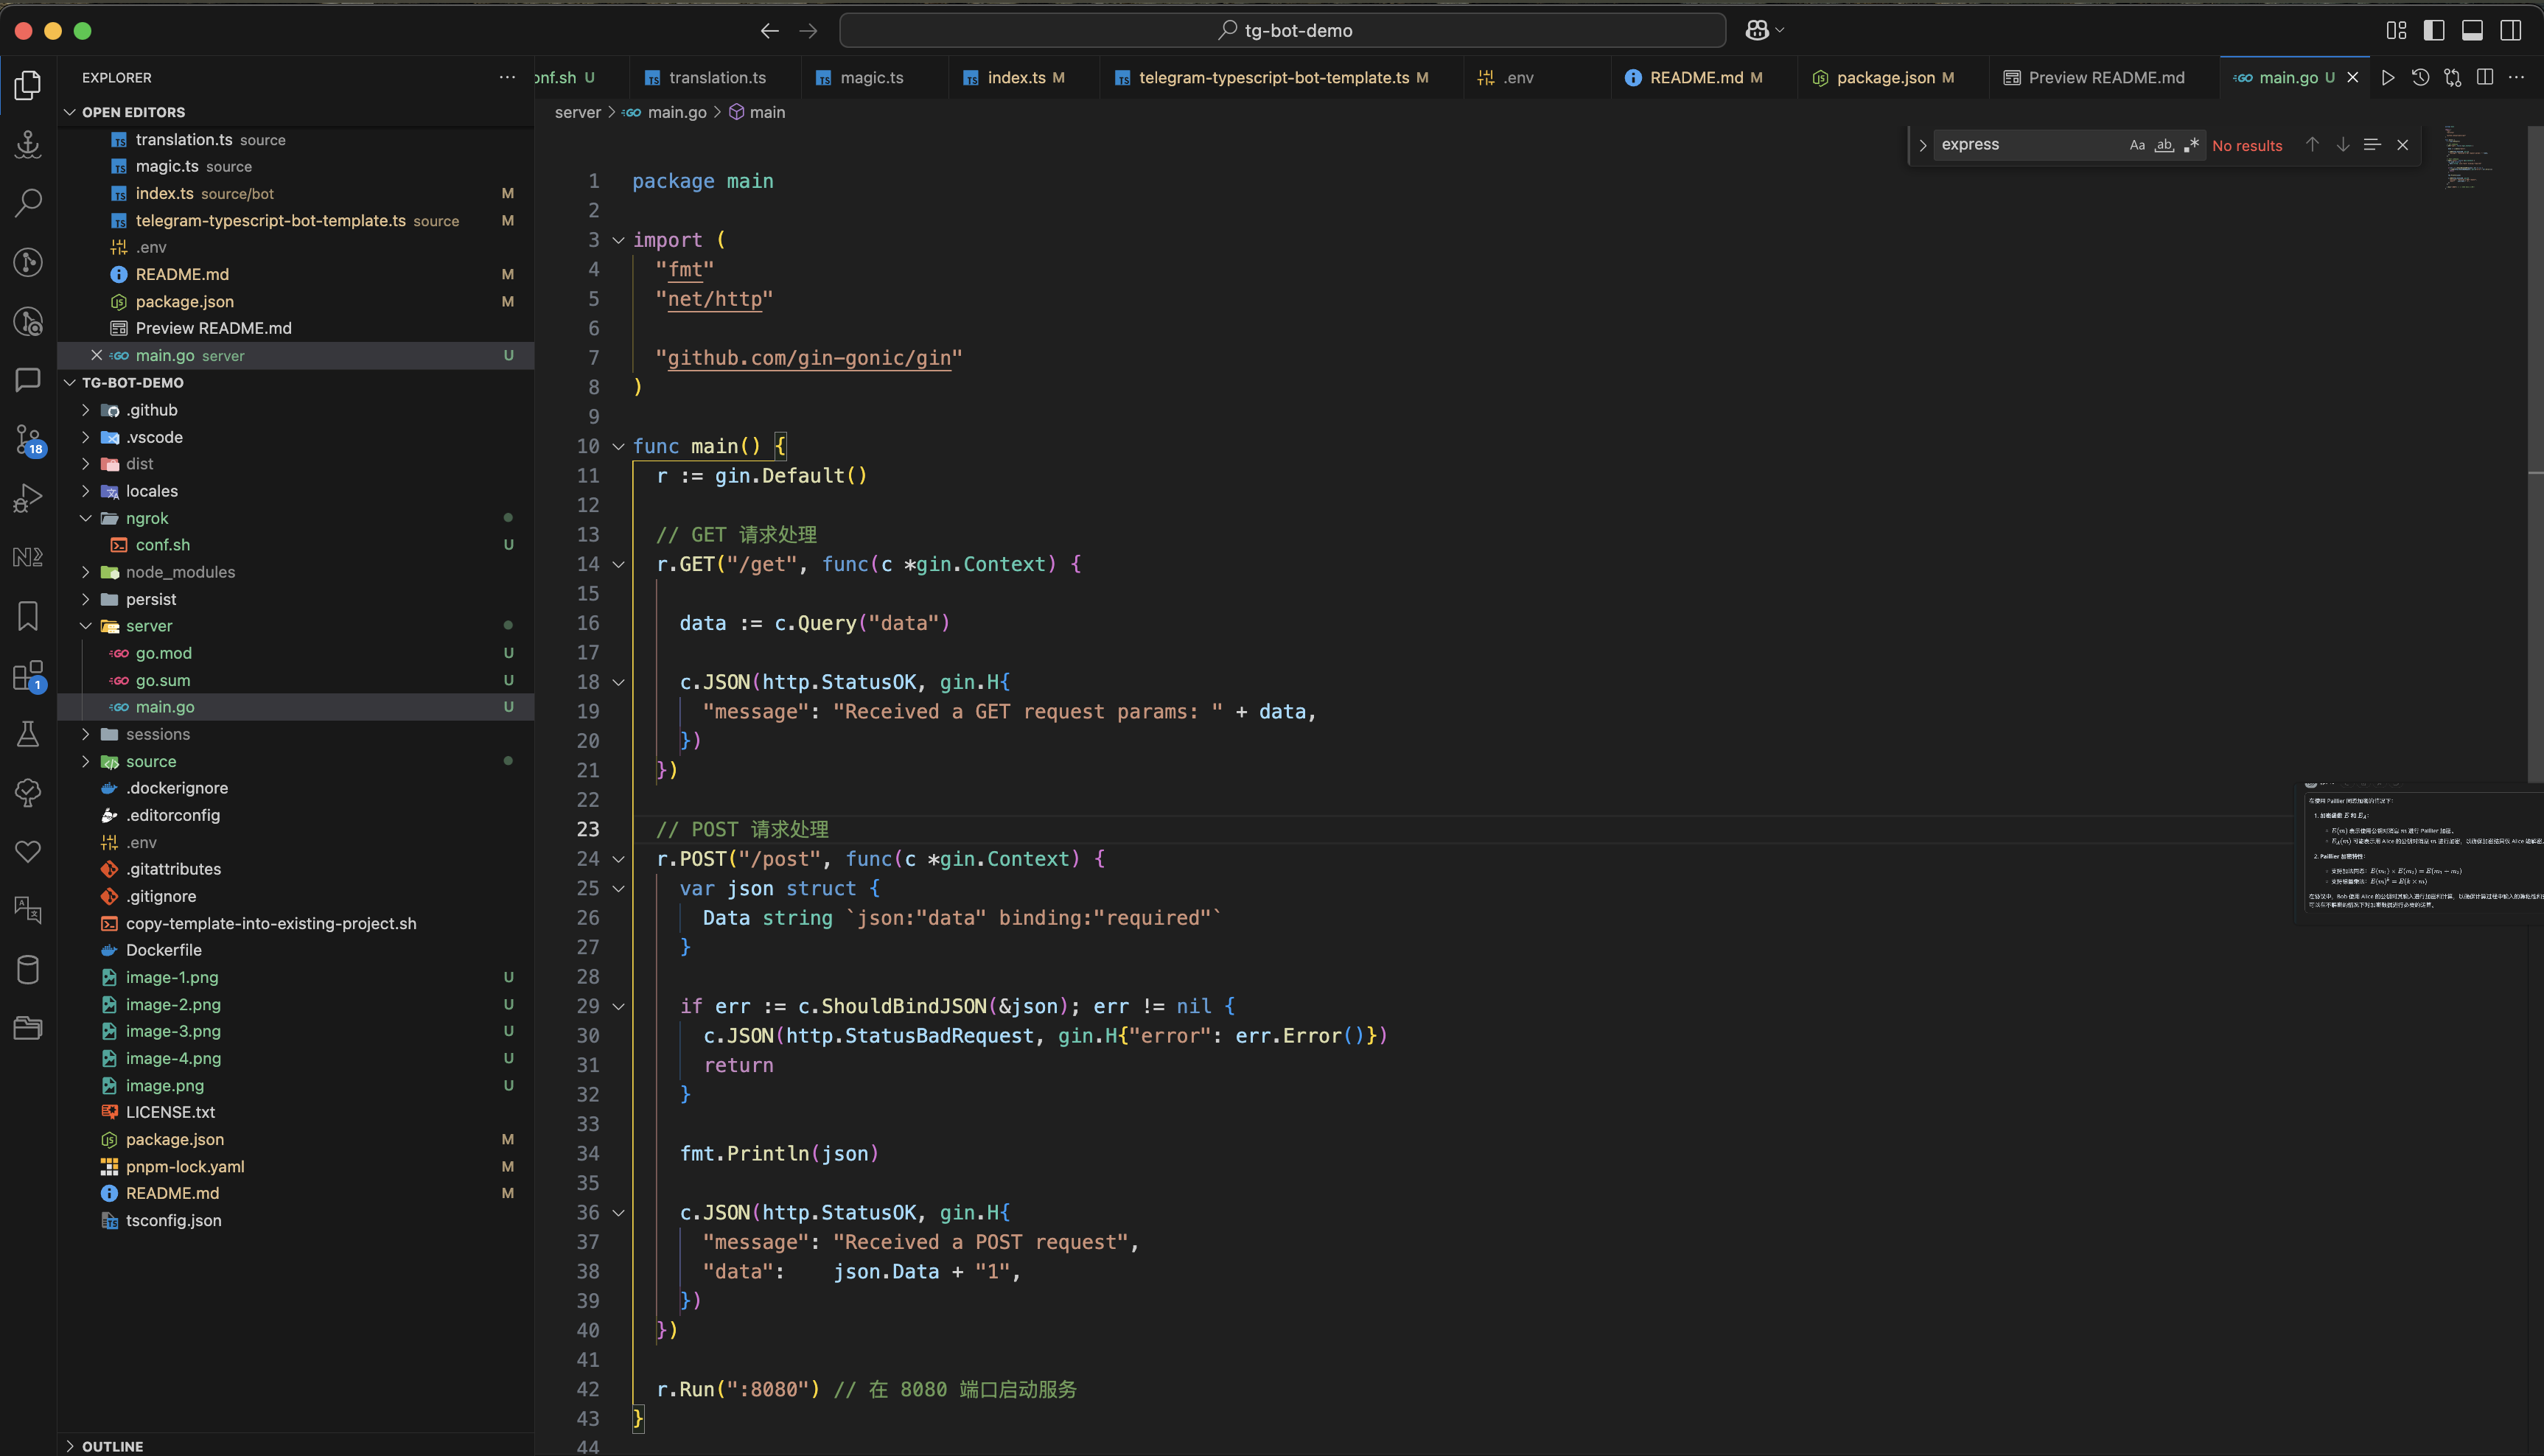 tg-bot-demo
EXPLORER
onf.sh U
translation.ts
magic.ts
index.ts M
telegram-typescript-bot-template.ts M
.env
README.md M
package.json M
Preview README.md
main.go U
OPEN EDITORS
translation.ts source
magic.ts source
index.ts source/bot M
telegram-typescript-bot-template.ts source M
.env
README.md M
package.json M
Preview README.md
main.go server U
TG-BOT-DEMO
.github
.vscode
dist
locales
ngrok
conf.sh U
node_modules
persist
server
go.mod U
go.sum U
main.go U
sessions
source
.dockerignore
.editorconfig
.env
.gitattributes
.gitignore
copy-template-into-existing-project.sh
Dockerfile
image-1.png U
image-2.png U
image-3.png U
image-4.png U
image.png U
LICENSE.txt
package.json M
pnpm-lock.yaml M
README.md M
tsconfig.json
OUTLINE
18
1
server > main.go > main
express
Aa ab .*
No results
1 package main
2
3 import (
4 "fmt"
5 "net/http"
6
7 "github.com/gin-gonic/gin"
8 )
9
10 func main() {
11 r := gin.Default()
12
13 // GET 请求处理
14 r.GET("/get", func(c *gin.Context) {
15
16 data := c.Query("data")
17
18 c.JSON(http.StatusOK, gin.H{
19 "message": "Received a GET request params: " + data,
20 })
21 })
22
23 // POST 请求处理
24 r.POST("/post", func(c *gin.Context) {
25 var json struct {
26 Data string `json:"data" binding:"required"`
27 }
28
29 if err := c.ShouldBindJSON(&json); err != nil {
30 c.JSON(http.StatusBadRequest, gin.H{"error": err.Error()})
31 return
32 }
33
34 fmt.Println(json)
35
36 c.JSON(http.StatusOK, gin.H{
37 "message": "Received a POST request",
38 "data": json.Data + "1",
39 })
40 })
41
42 r.Run(":8080") // 在 8080 端口启动服务
43 }
44